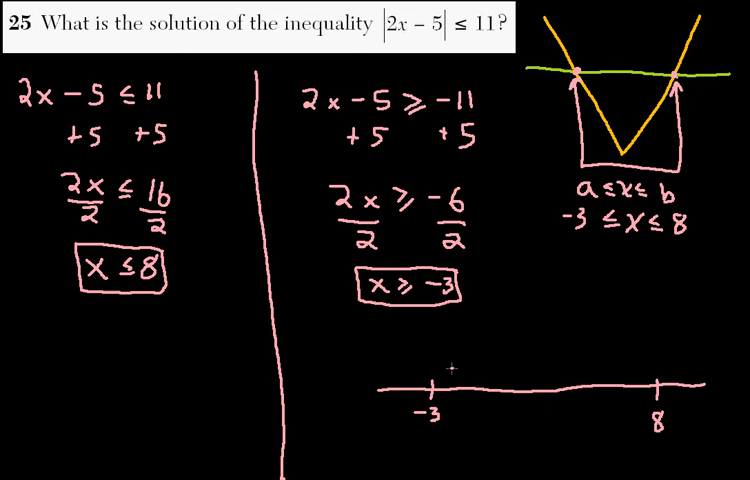 25 What is the solution of the inequality |2x − 5| ≤ 11?
2x − 5 ≤ 11
+5 +5
2x/2 ≤ 16/2
x ≤ 8
2x − 5 ≥ −11
+5 +5
2x/2 ≥ −6/2
x ≥ −3
a ≤ x ≤ b
−3 ≤ x ≤ 8
−3 8